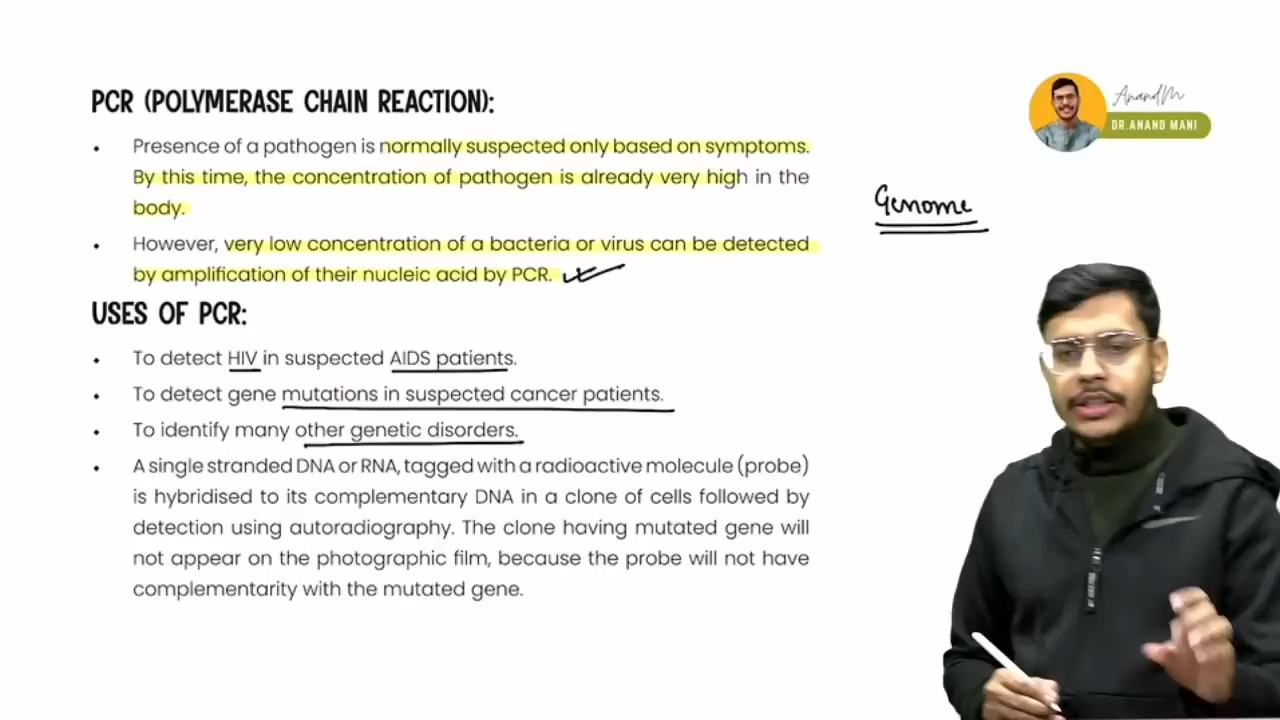 PCR (POLYMERASE CHAIN REACTION):
Presence of a pathogen is normally suspected only based on symptoms.
By this time, the concentration of pathogen is already very high in the
body.
However, very low concentration of a bacteria or virus can be detected
by amplification of their nucleic acid by PCR.
USES OF PCR:
To detect HIV in suspected AIDS patients.
To detect gene mutations in suspected cancer patients.
To identify many other genetic disorders.
A single stranded DNA or RNA, tagged with a radioactive molecule (probe)
is hybridised to its complementary DNA in a clone of cells followed by
detection using autoradiography. The clone having mutated gene will
not appear on the photographic film, because the probe will not have
complementarity with the mutated gene.
AnandM
DR.ANAND MANI
Genome